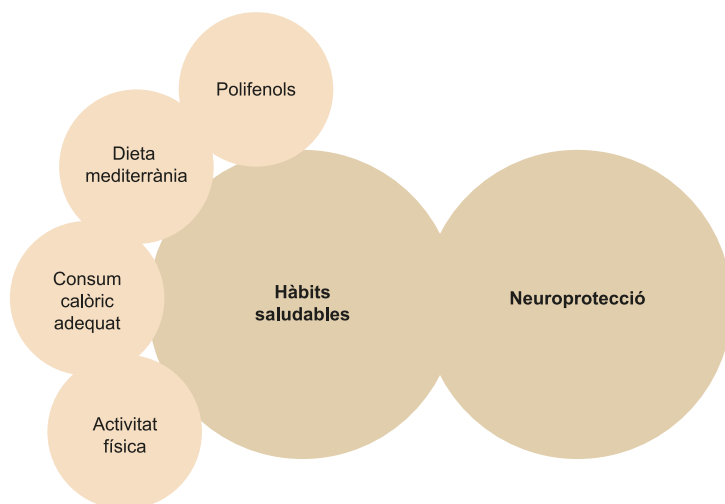 Polifenols
Dieta
mediterrània
Consum
calòric
adequat
Activitat
física
Hàbits
saludables
Neuroprotecció